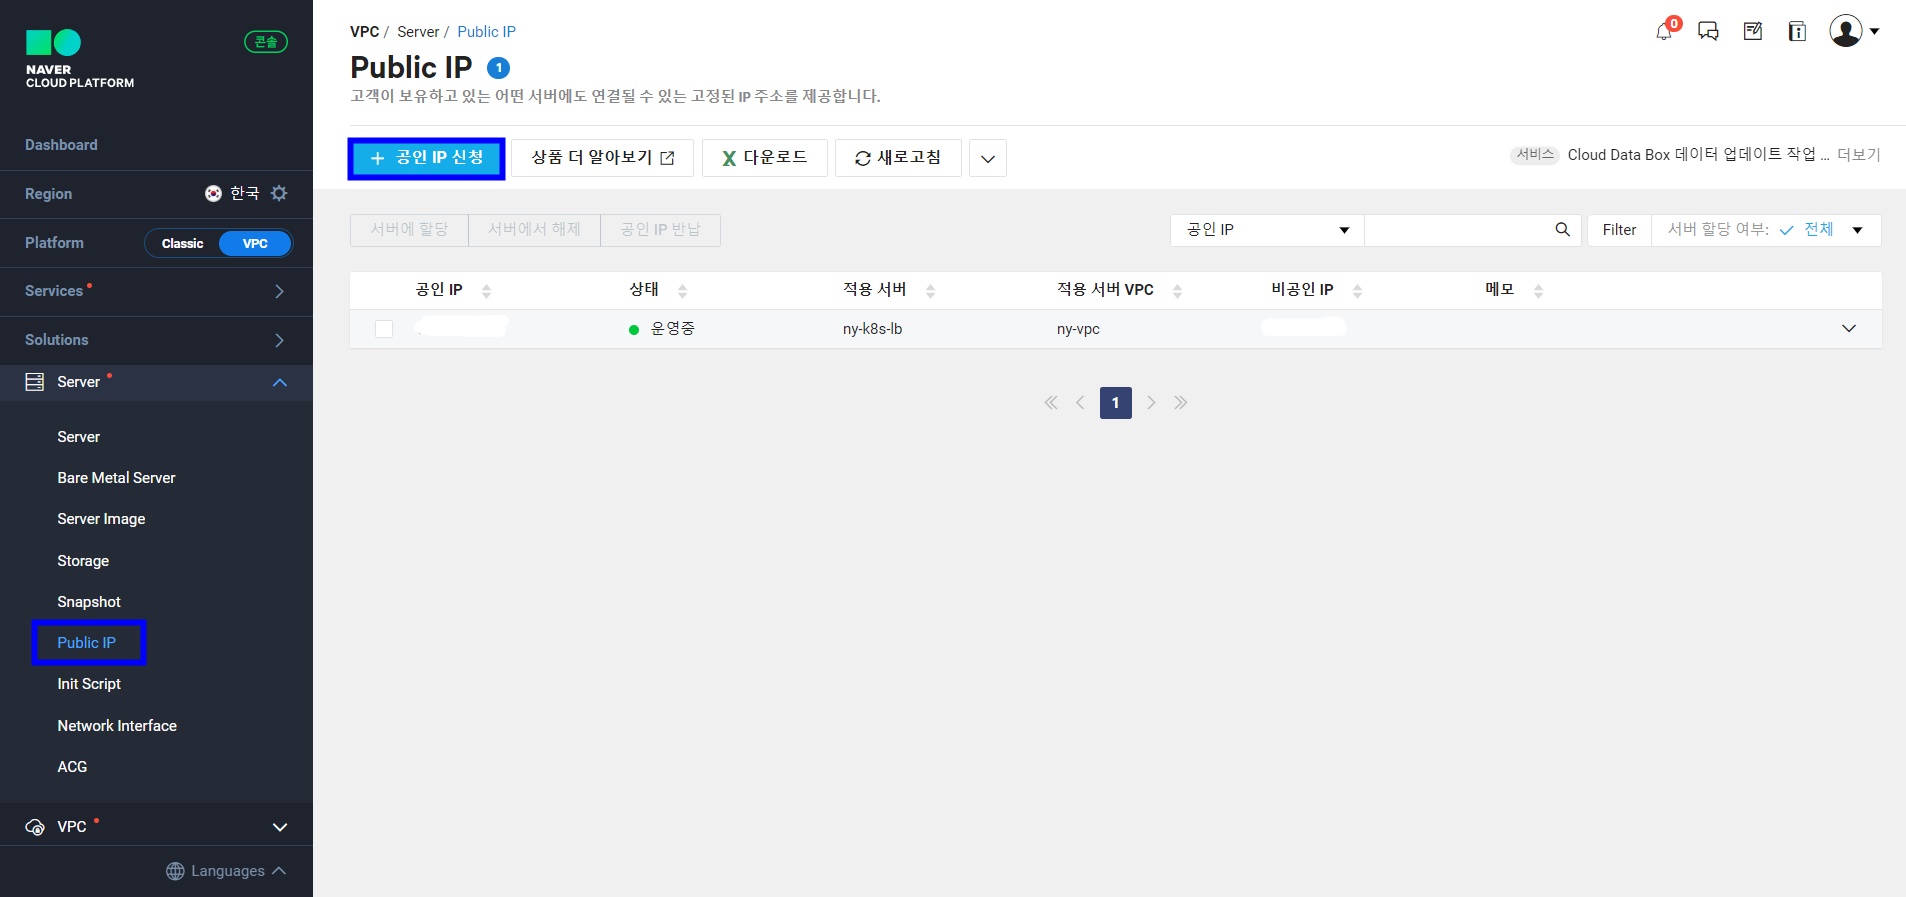 NAVER
CLOUD PLATFORM
콘솔
Dashboard
Region
한국
Platform
Classic
VPC
Services
Solutions
Server
Server
Bare Metal Server
Server Image
Storage
Snapshot
Public IP
Init Script
Network Interface
ACG
VPC
Languages
VPC / Server / Public IP
0
Public IP 1
고객이 보유하고 있는 어떤 서버에도 연결될 수 있는 고정된 IP 주소를 제공합니다.
+ 공인 IP 신청
상품 더 알아보기
다운로드
새로고침
서비스 Cloud Data Box 데이터 업데이트 작업 ... 더보기
서버에 할당
서버에서 해제
공인 IP 반납
공인 IP
Filter
서버 할당 여부: 전체
공인 IP 상태 적용 서버 적용 서버 VPC 비공인 IP 메모
운영중 ny-k8s-lb ny-vpc
1